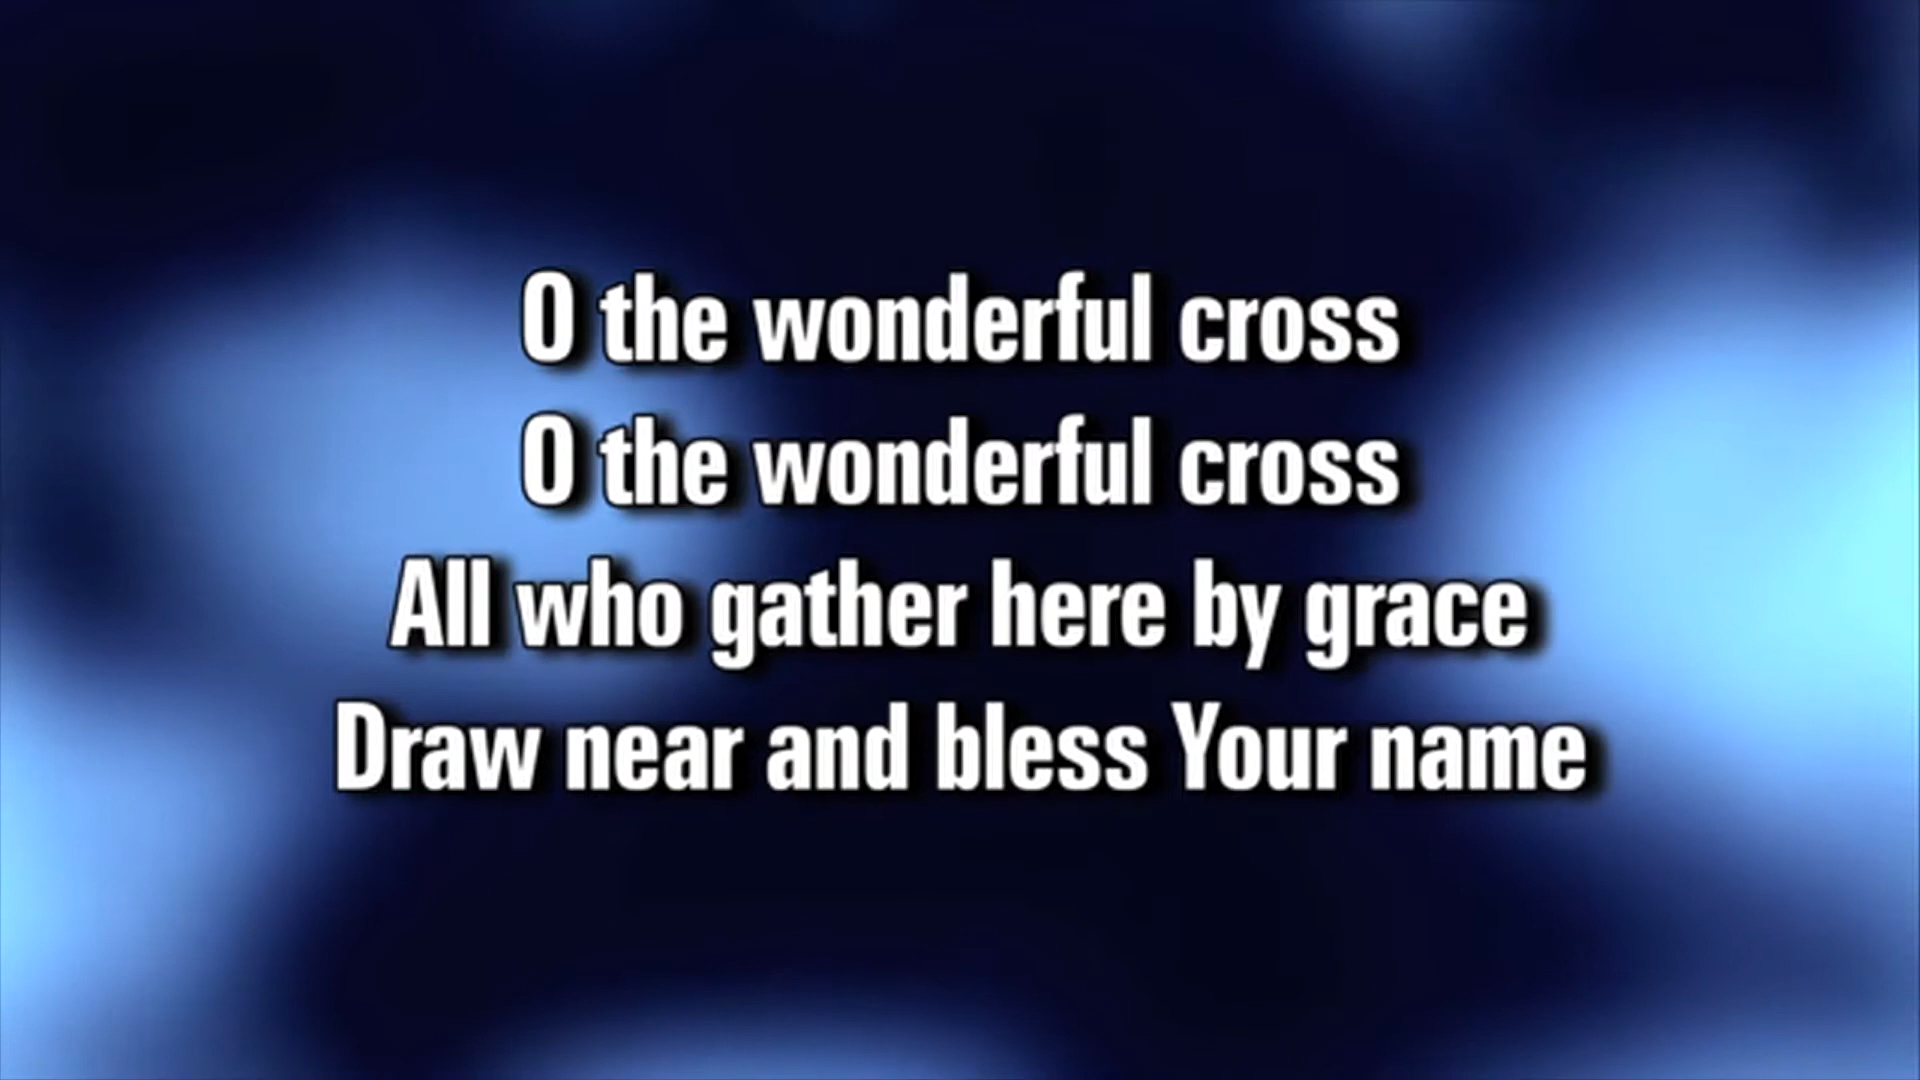 O the wonderful cross
O the wonderful cross
All who gather here by grace
Draw near and bless Your name